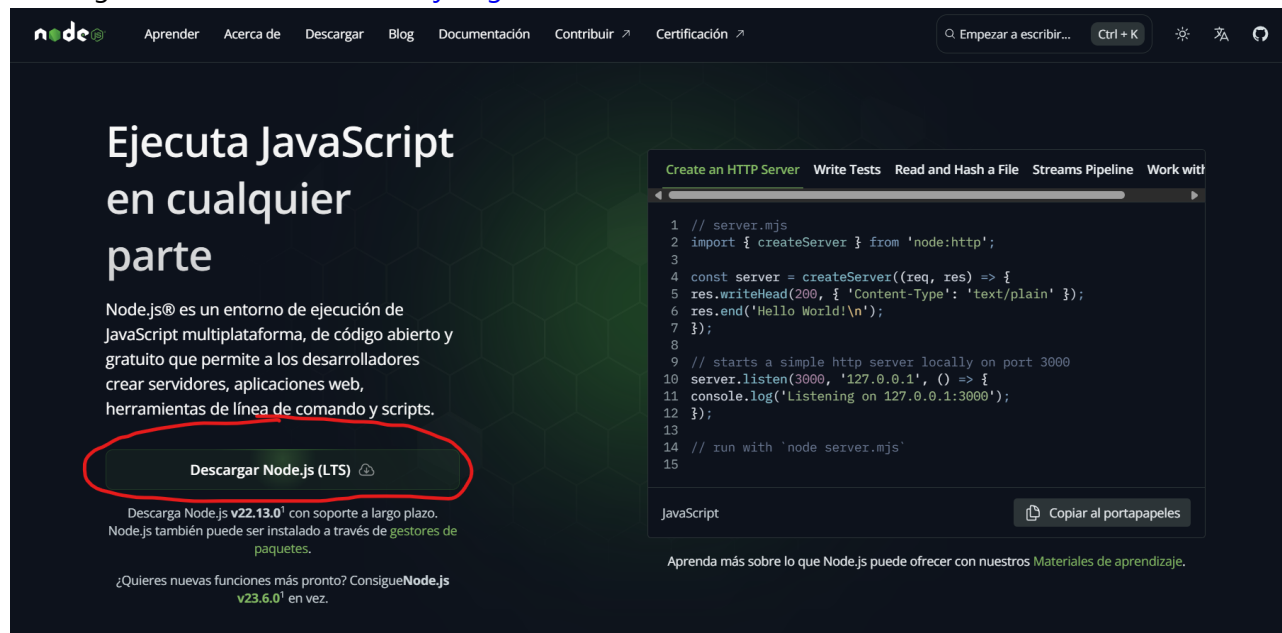 node JS
Aprender Acerca de Descargar Blog Documentación Contribuir ↗ Certificación ↗ Empezar a escribir... Ctrl + K
Ejecuta JavaScript
en cualquier
parte
Node.js® es un entorno de ejecución de
JavaScript multiplataforma, de código abierto y
gratuito que permite a los desarrolladores
crear servidores, aplicaciones web,
herramientas de línea de comando y scripts.
Descargar Node.js (LTS)
Descarga Node.js v22.13.0¹ con soporte a largo plazo.
Node.js también puede ser instalado a través de gestores de
paquetes.
¿Quieres nuevas funciones más pronto? ConsigueNode.js
v23.6.0¹ en vez.
Create an HTTP Server Write Tests Read and Hash a File Streams Pipeline Work with
1 // server.mjs
2 import { createServer } from 'node:http';
3
4 const server = createServer((req, res) => {
5 res.writeHead(200, { 'Content-Type': 'text/plain' });
6 res.end('Hello World!\n');
7 });
8
9 // starts a simple http server locally on port 3000
10 server.listen(3000, '127.0.0.1', () => {
11 console.log('Listening on 127.0.0.1:3000');
12 });
13
14 // run with `node server.mjs`
15
JavaScript Copiar al portapapeles
Aprenda más sobre lo que Node.js puede ofrecer con nuestros Materiales de aprendizaje.